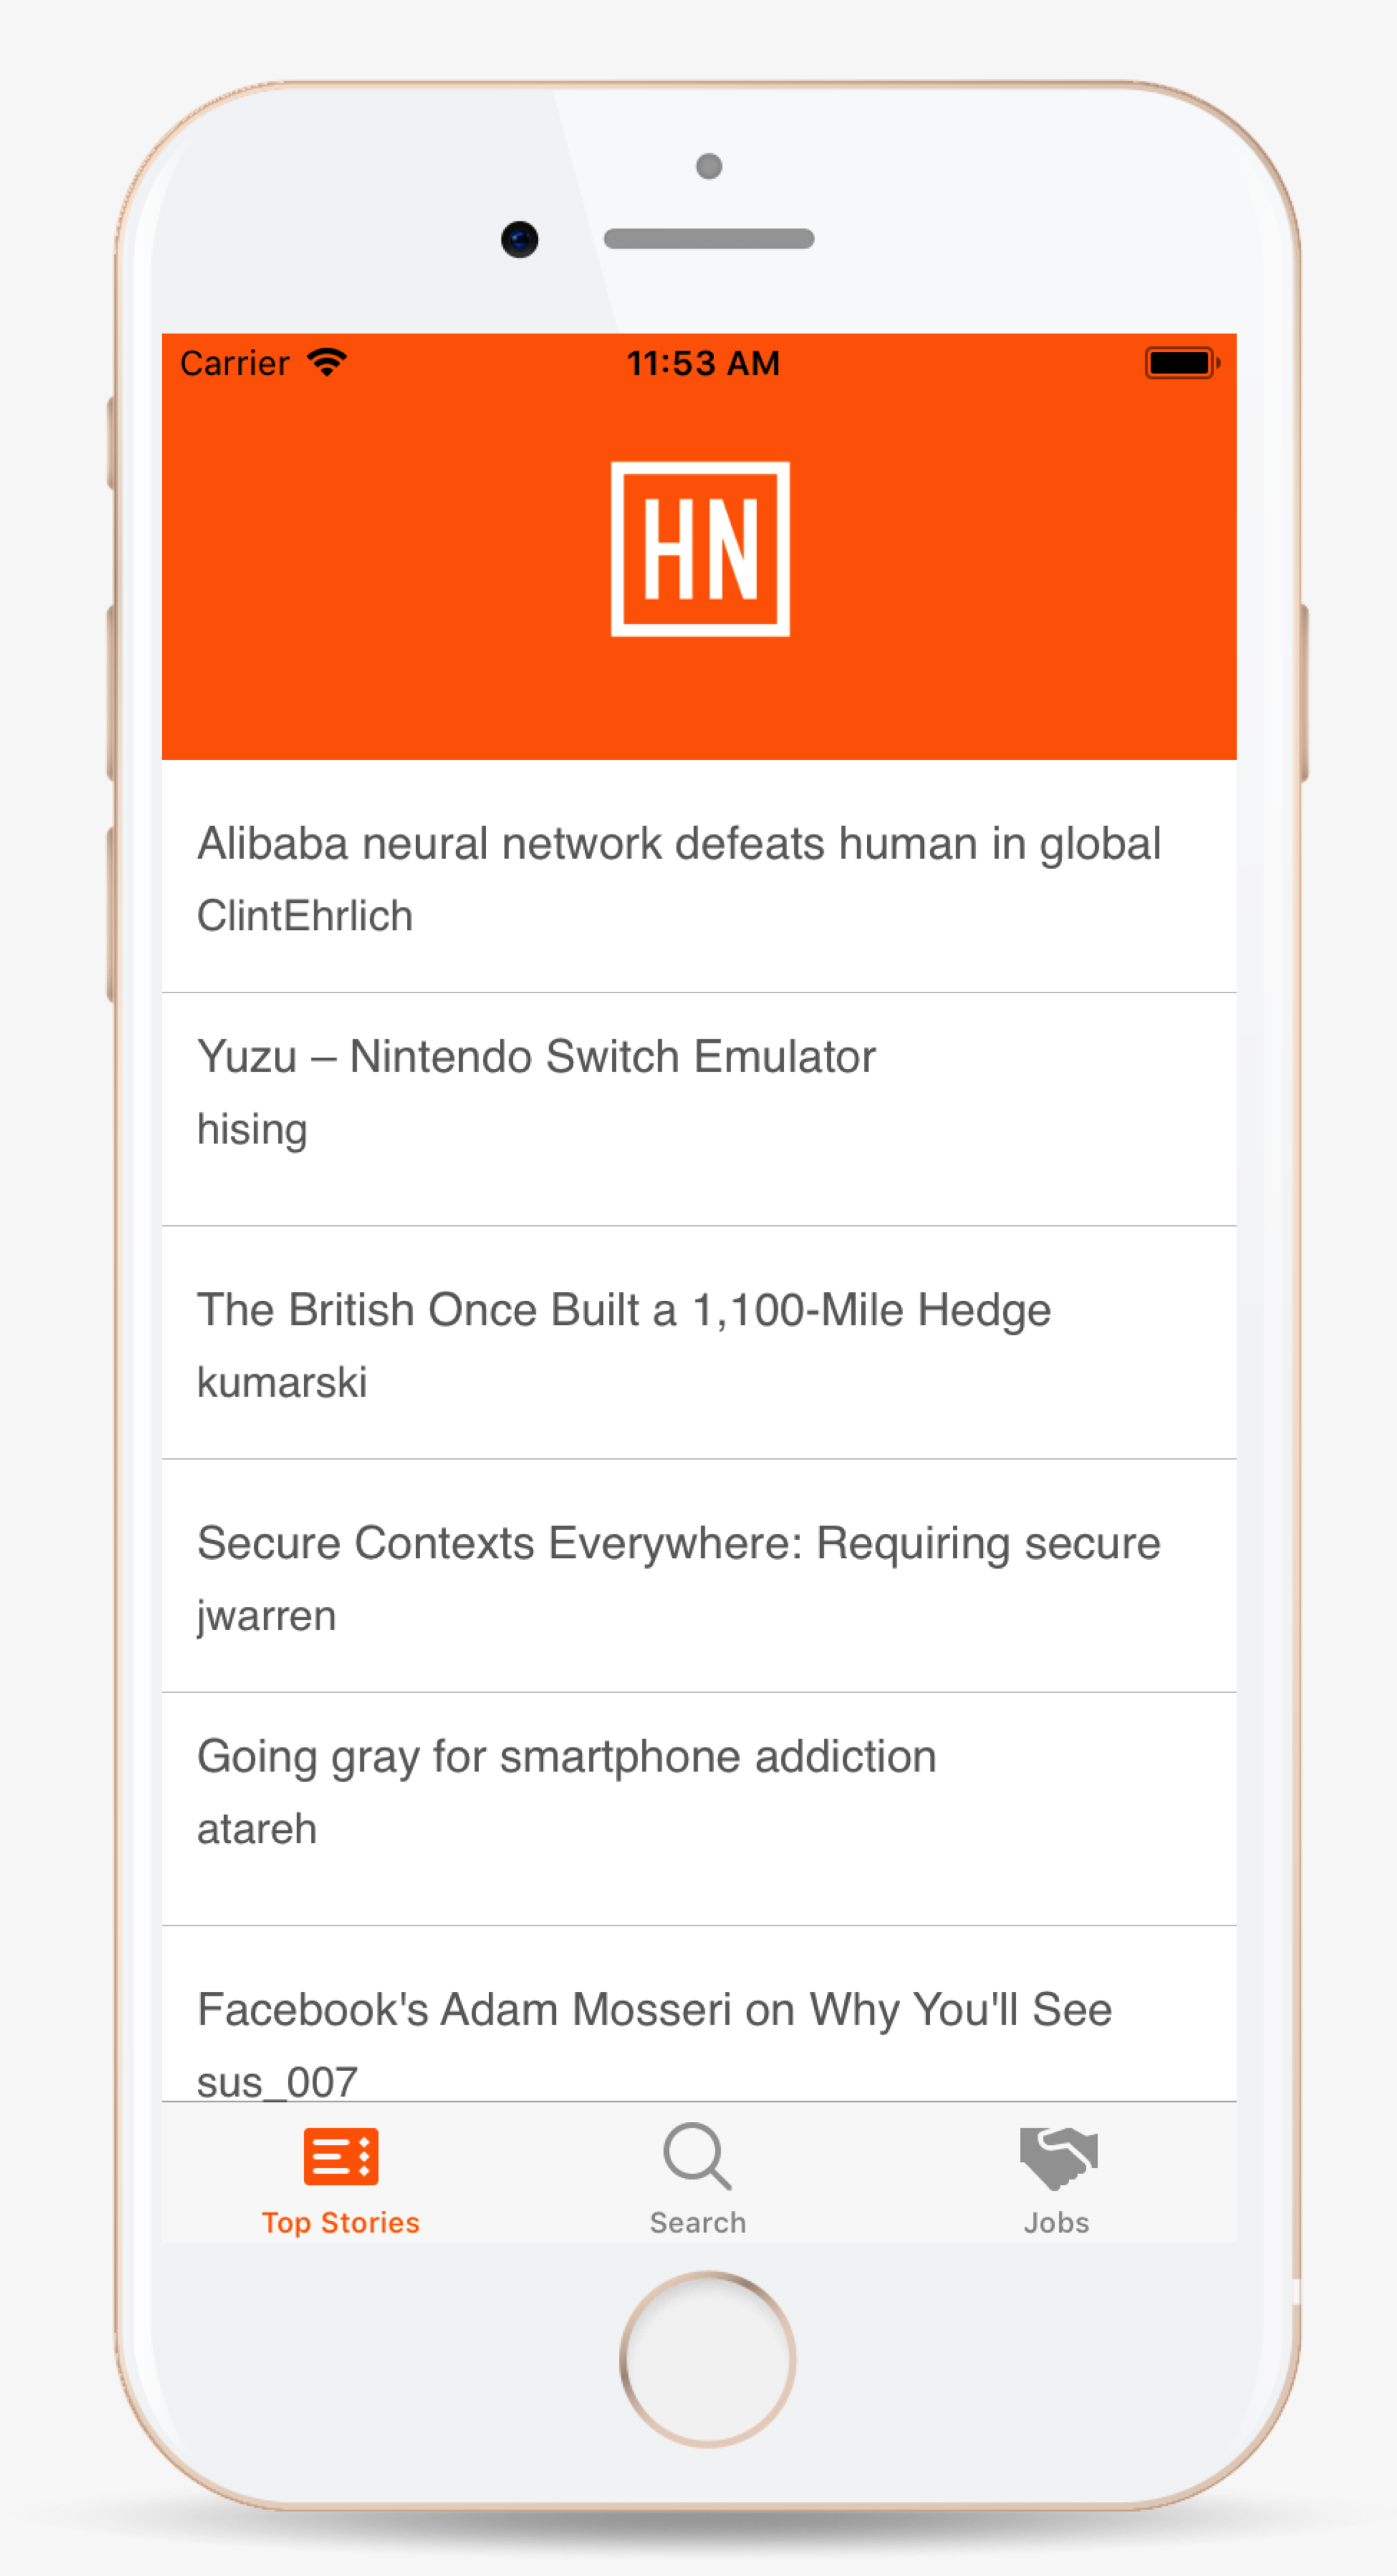 Carrier
11:53 AM
HN
Alibaba neural network defeats human in global
ClintEhrlich
Yuzu – Nintendo Switch Emulator
hising
The British Once Built a 1,100-Mile Hedge
kumarski
Secure Contexts Everywhere: Requiring secure
jwarren
Going gray for smartphone addiction
atareh
Facebook's Adam Mosseri on Why You'll See
sus_007
Top Stories
Search
Jobs